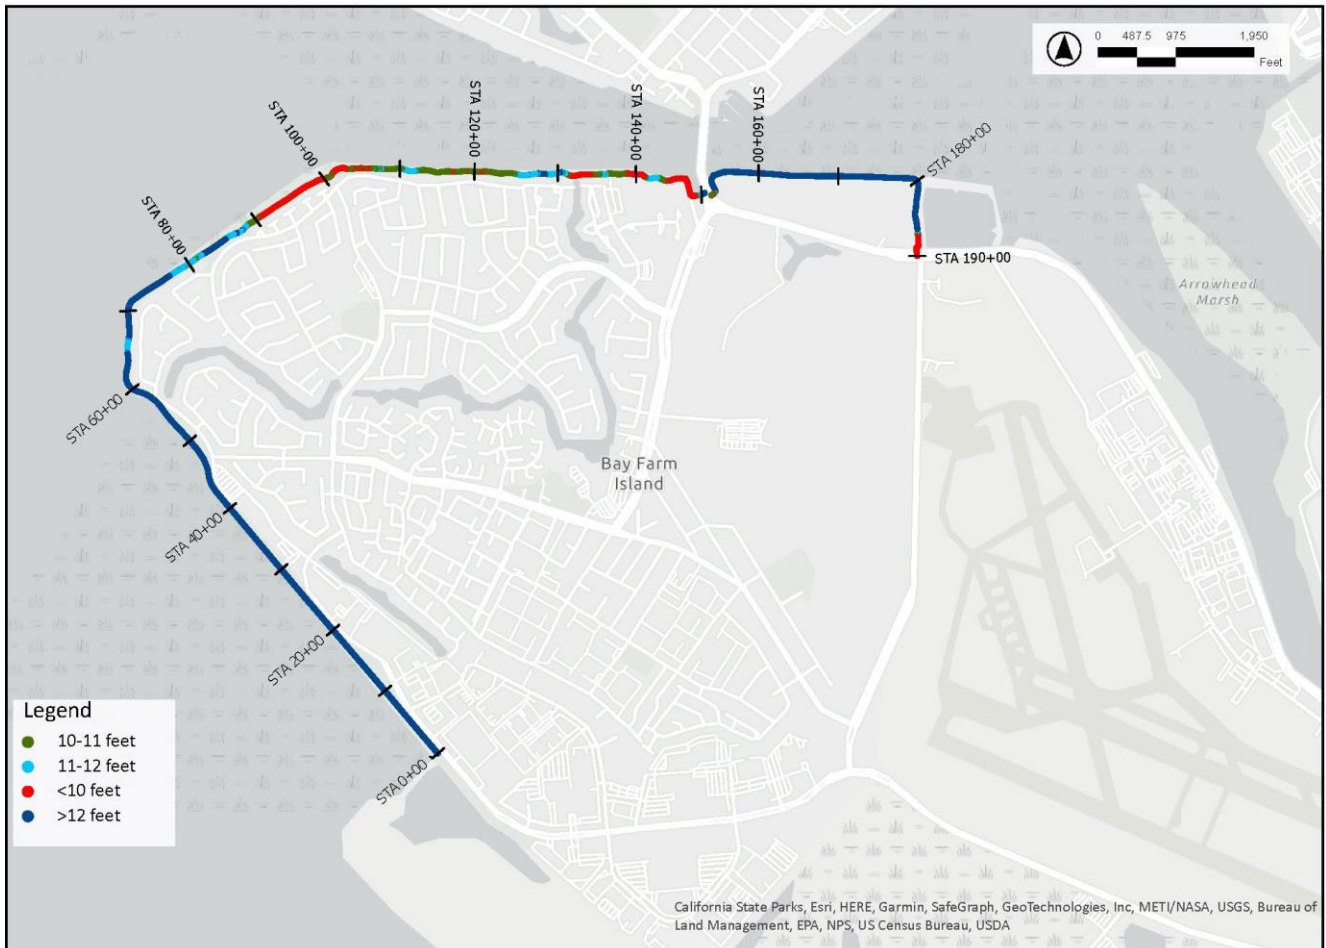 0 487.5 975 1,950
Feet
STA 100+00
STA 120+00
STA 140+00
STA 160+00
STA 180+00
STA 80+00
STA 190+00
Arrowhead
Marsh
STA 60+00
Bay Farm
Island
STA 40+00
STA 20+00
STA 0+00
Legend
10-11 feet
11-12 feet
<10 feet
>12 feet
California State Parks, Esri, HERE, Garmin, SafeGraph, GeoTechnologies, Inc, METI/NASA, USGS, Bureau of
Land Management, EPA, NPS, US Census Bureau, USDA